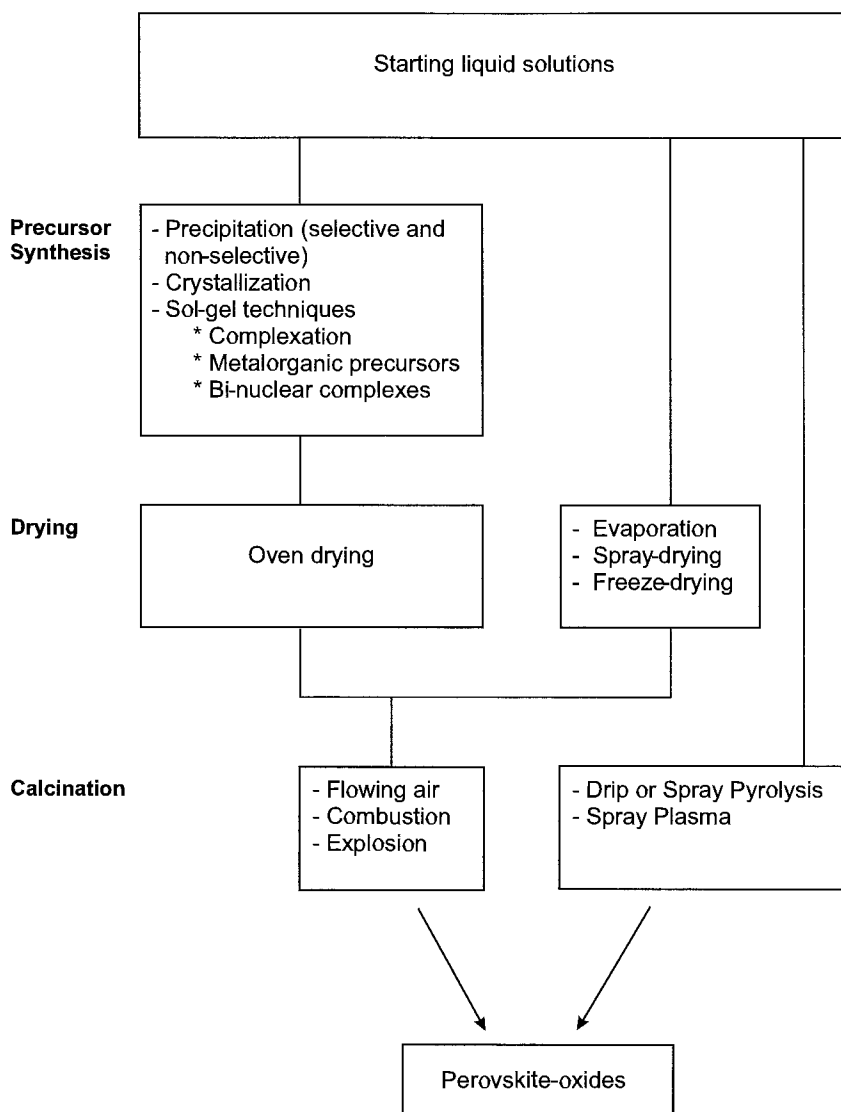 Starting liquid solutions
Precursor
Synthesis
- Precipitation (selective and
non-selective)
- Crystallization
- Sol-gel techniques
* Complexation
* Metalorganic precursors
* Bi-nuclear complexes
Drying
Oven drying
- Evaporation
- Spray-drying
- Freeze-drying
Calcination
- Flowing air
- Combustion
- Explosion
- Drip or Spray Pyrolysis
- Spray Plasma
Perovskite-oxides